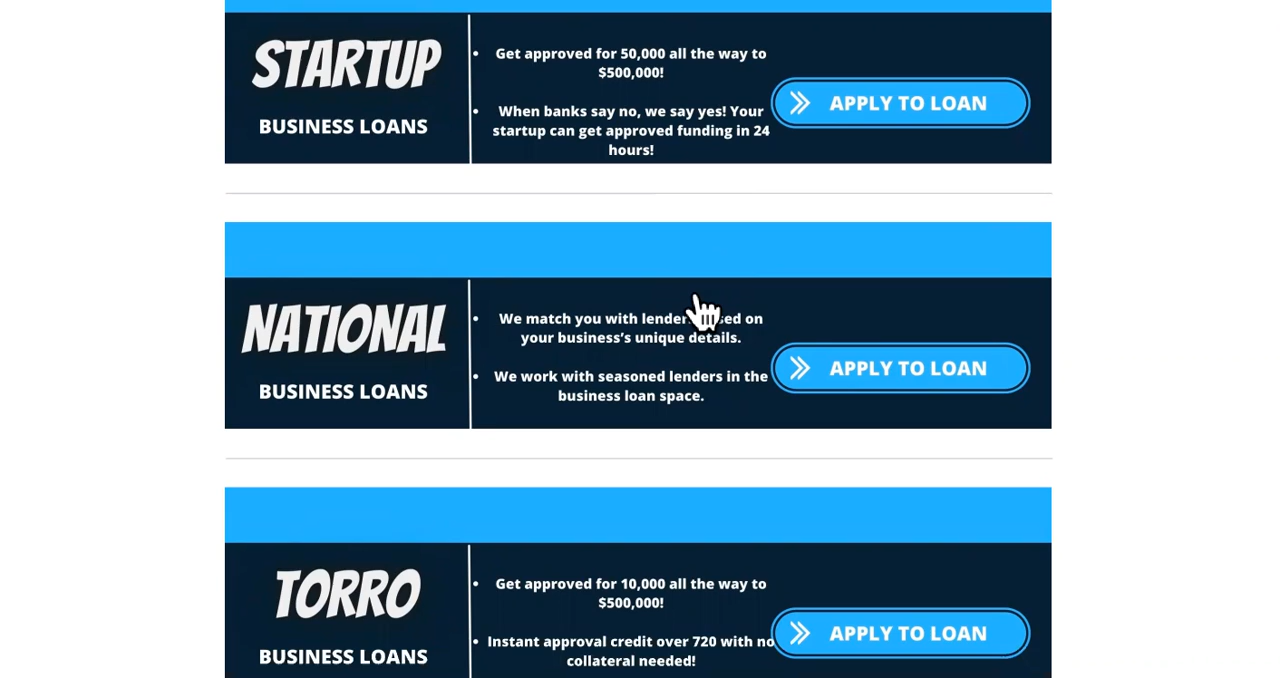 STARTUP
BUSINESS LOANS
• Get approved for 50,000 all the way to
$500,000!
• When banks say no, we say yes! Your
startup can get approved funding in 24
hours!
APPLY TO LOAN
NATIONAL
BUSINESS LOANS
• We match you with lenders based on
your business’s unique details.
• We work with seasoned lenders in the
business loan space.
APPLY TO LOAN
TORRO
BUSINESS LOANS
• Get approved for 10,000 all the way to
$500,000!
• Instant approval credit over 720 with no
collateral needed!
APPLY TO LOAN